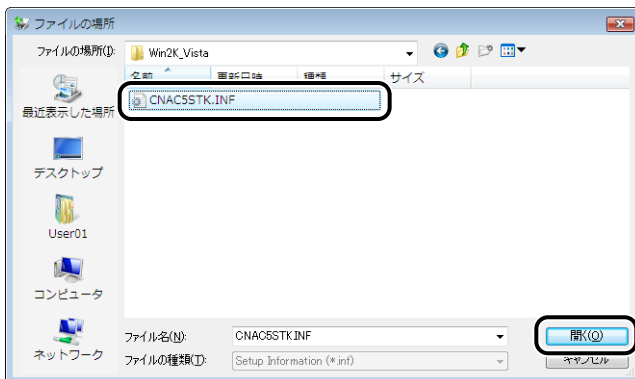 ファイルの場所
ファイルの場所(I): Win2K_Vista
名前 更新日時 種類 サイズ
CNAC5STK.INF
最近表示した場所
デスクトップ
User01
コンピュータ
ネットワーク
ファイル名(N): CNAC5STK.INF 開く(O)
ファイルの種類(T): Setup Information (*.inf) キャンセル